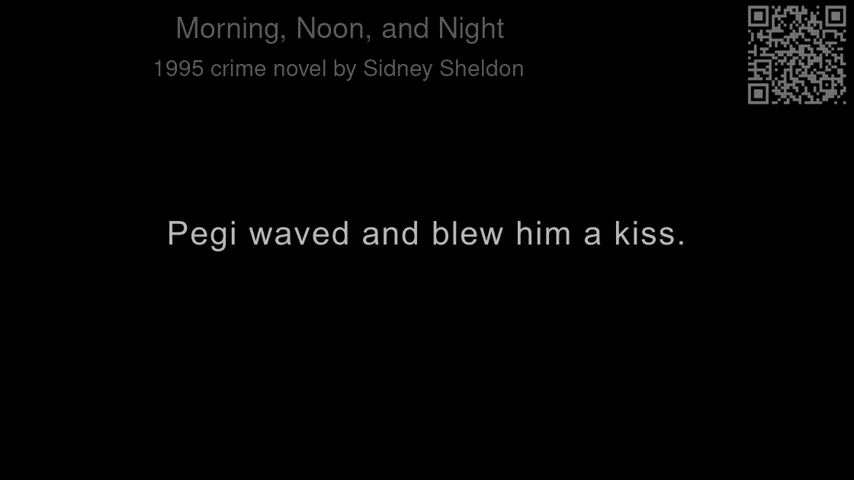 Morning, Noon, and Night
1995 crime novel by Sidney Sheldon
Pegi waved and blew him a kiss.